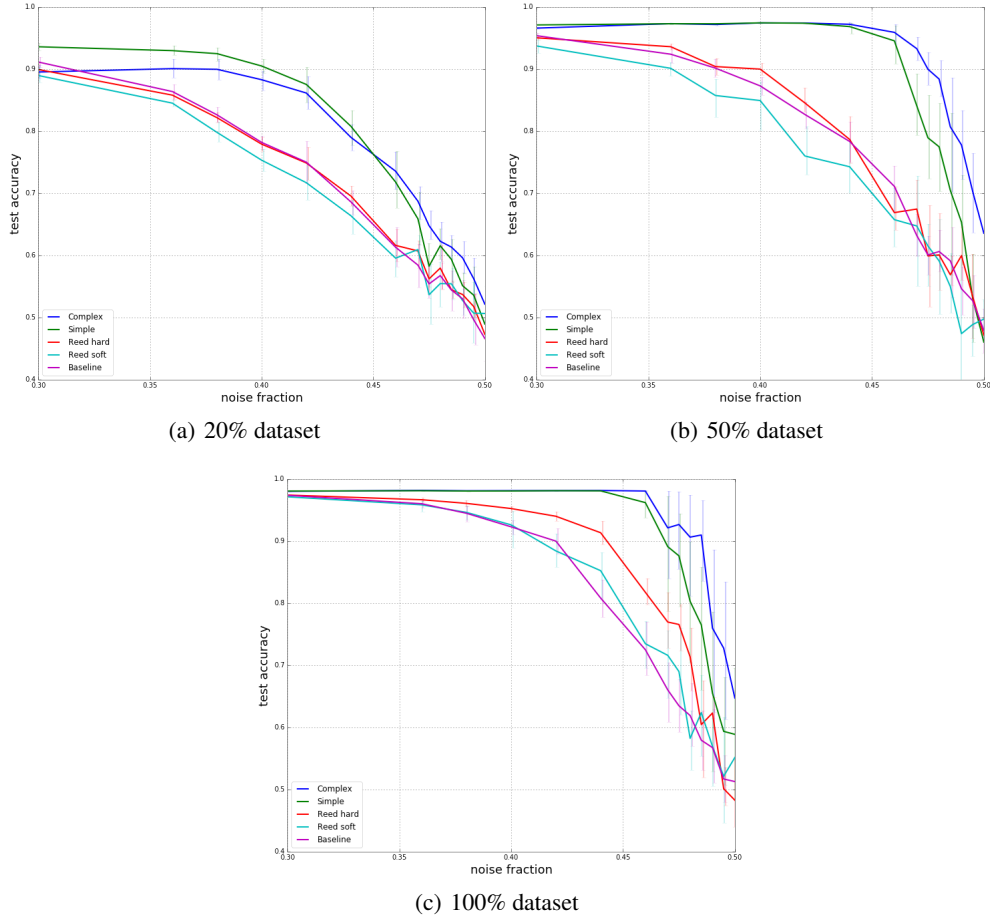 1.0
0.9
0.8
0.7
0.6
0.5
0.4
test accuracy
Complex
Simple
Reed hard
Reed soft
Baseline
0.30 0.35 0.40 0.45 0.50
noise fraction
(a) 20% dataset
1.0
0.9
0.8
0.7
0.6
0.5
0.4
test accuracy
Complex
Simple
Reed hard
Reed soft
Baseline
0.30 0.35 0.40 0.45 0.50
noise fraction
(b) 50% dataset
1.0
0.9
0.8
0.7
0.6
0.5
0.4
test accuracy
Complex
Simple
Reed hard
Reed soft
Baseline
0.30 0.35 0.40 0.45 0.50
noise fraction
(c) 100% dataset